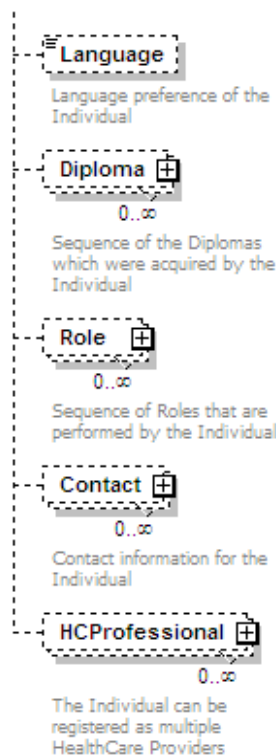 Language
Language preference of the
Individual
Diploma
0..∞
Sequence of the Diplomas
which were acquired by the
Individual
Role
0..∞
Sequence of Roles that are
performed by the Individual
Contact
0..∞
Contact information for the
Individual
HCProfessional
0..∞
The Individual can be
registered as multiple
HealthCare Providers